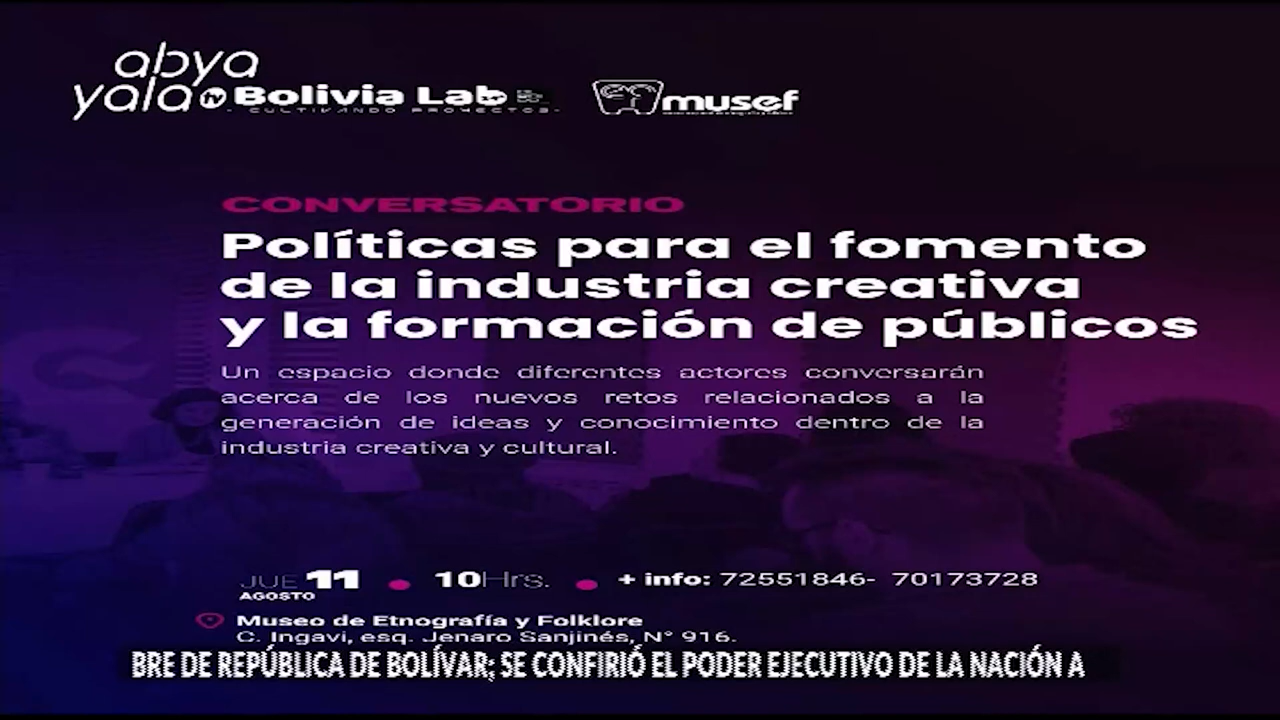 abya
yala tv Bolivia Lab musef
- CULTIVANDO PROYECTOS -
CONVERSATORIO
Políticas para el fomento
de la industria creativa
y la formación de públicos
Un espacio donde diferentes actores conversarán
acerca de los nuevos retos relacionados a la
generación de ideas y conocimiento dentro de la
industria creativa y cultural.
JUE 11 10Hrs. + info: 72551846- 70173728
AGOSTO
Museo de Etnografía y Folklore
C. Ingavi, esq. Jenaro Sanjinés, N° 916.
BRE DE REPÚBLICA DE BOLÍVAR; SE CONFIRIÓ EL PODER EJECUTIVO DE LA NACIÓN A